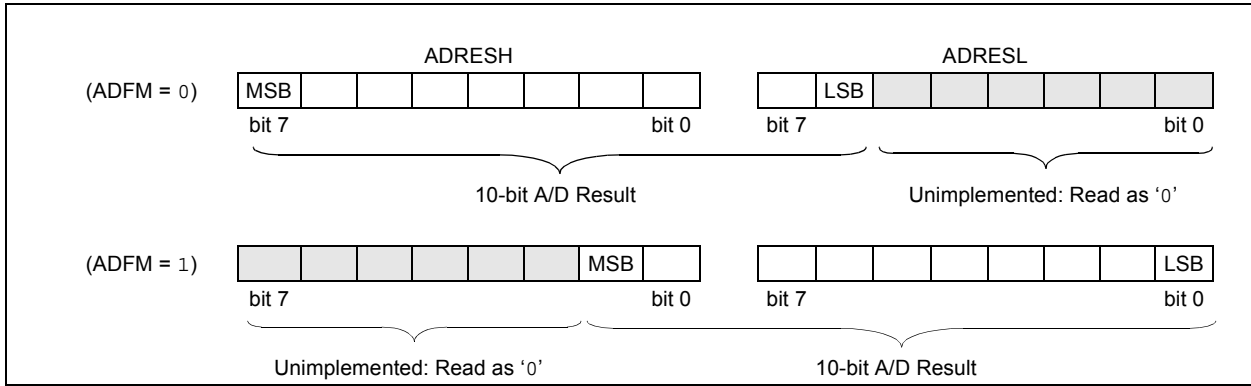 ADRESH ADRESL
(ADFM = 0) MSB LSB
bit 7 bit 0 bit 7 bit 0
10-bit A/D Result Unimplemented: Read as ‘0’
(ADFM = 1) MSB LSB
bit 7 bit 0 bit 7 bit 0
Unimplemented: Read as ‘0’ 10-bit A/D Result